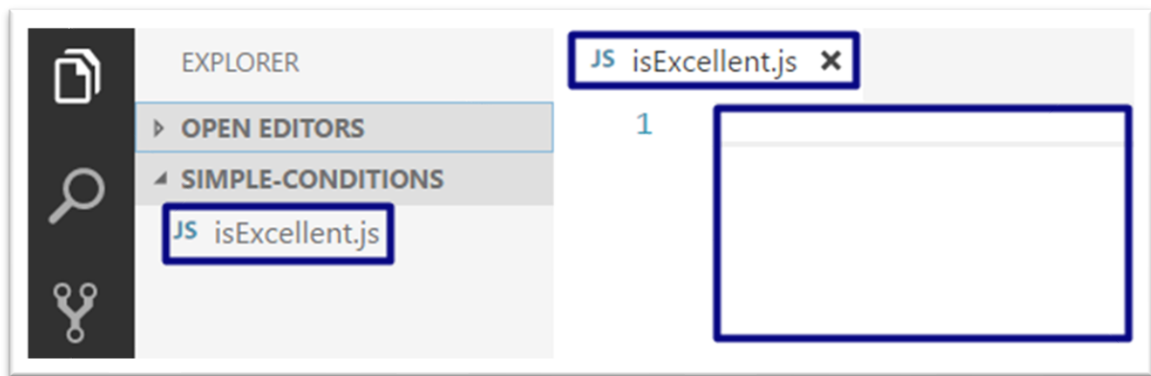 EXPLORER
OPEN EDITORS
SIMPLE-CONDITIONS
JS isExcellent.js
JS isExcellent.js
1